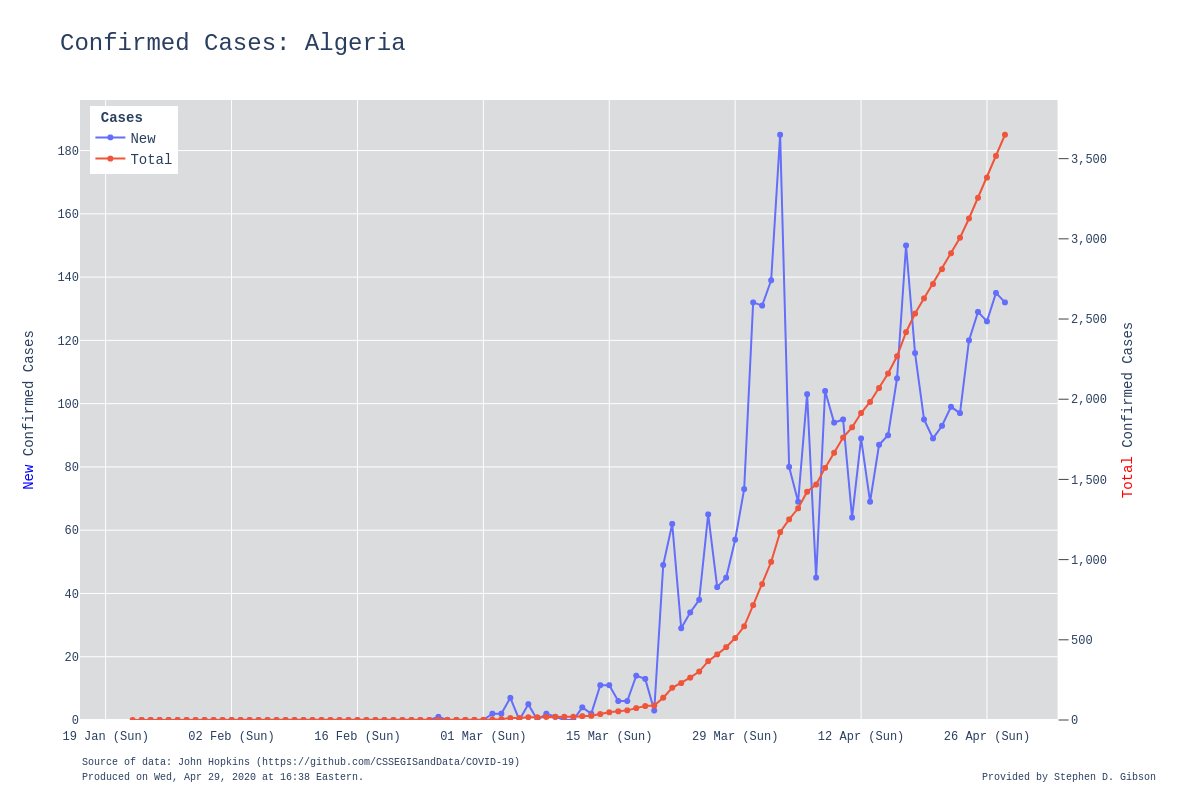 Confirmed Cases: Algeria
Cases
New
Total
180
160
140
120
100
80
60
40
20
0
3,500
3,000
2,500
2,000
1,500
1,000
500
0
New Confirmed Cases
Total Confirmed Cases
19 Jan (Sun) 02 Feb (Sun) 16 Feb (Sun) 01 Mar (Sun) 15 Mar (Sun) 29 Mar (Sun) 12 Apr (Sun) 26 Apr (Sun)
Source of data: John Hopkins (https://github.com/CSSEGISandData/COVID-19)
Produced on Wed, Apr 29, 2020 at 16:38 Eastern.
Provided by Stephen D. Gibson